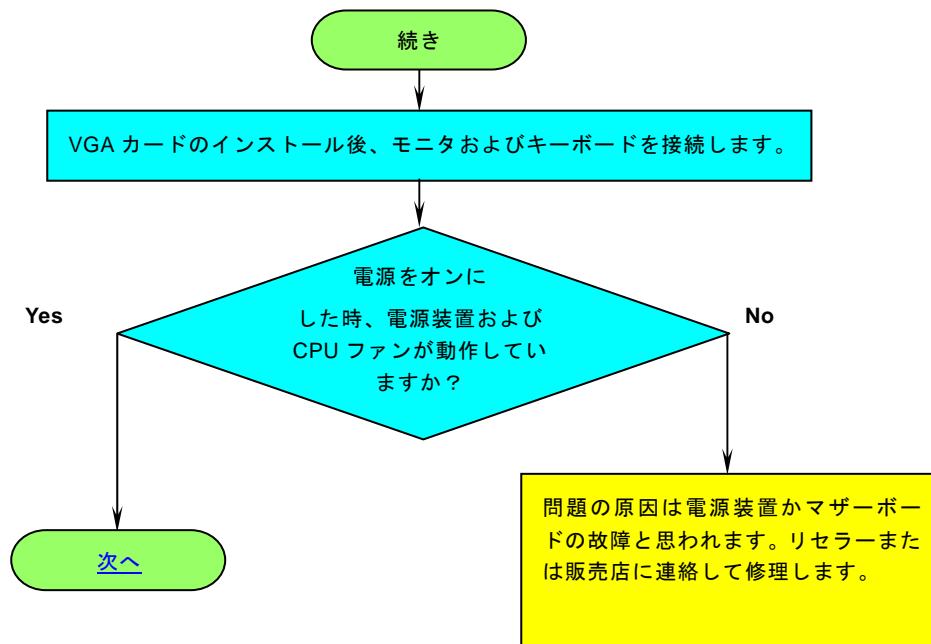 続き
VGA カードのインストール後、モニタおよびキーボードを接続します。
電源をオンに
した時、電源装置および
CPU ファンが動作してい
ますか？
Yes
No
問題の原因は電源装置かマザーボー
ドの故障と思われます。リセラーまた
は販売店に連絡して修理します。
次へ